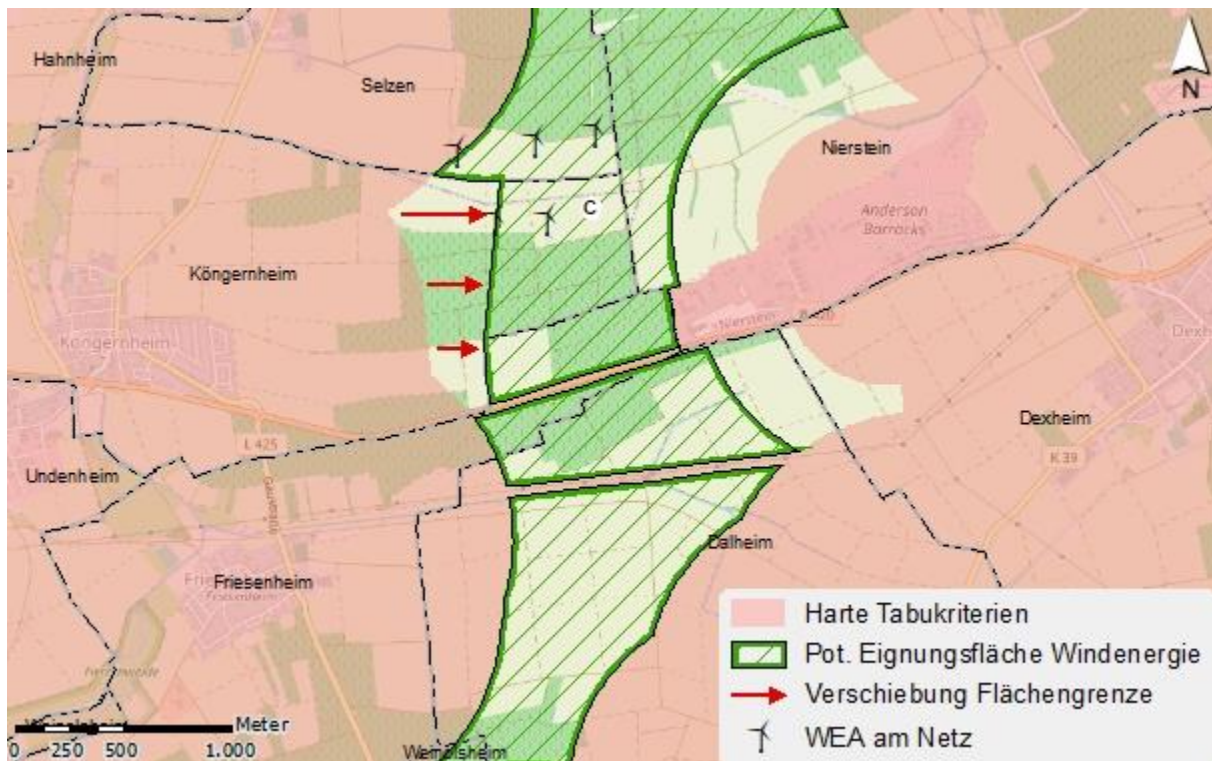 Hahnheim
Selzen
N
Nierstein
C
Anderson
Barracks
Köngernheim
Nierstein
Köngernheim
Dexheim
L 425
K 39
Undenheim
Dalheim
Friesenheim
Harte Tabukriterien
Pot. Eignungsfläche Windenergie
Verschiebung Flächengrenze
WEA am Netz
Meter
0 250 500 1.000